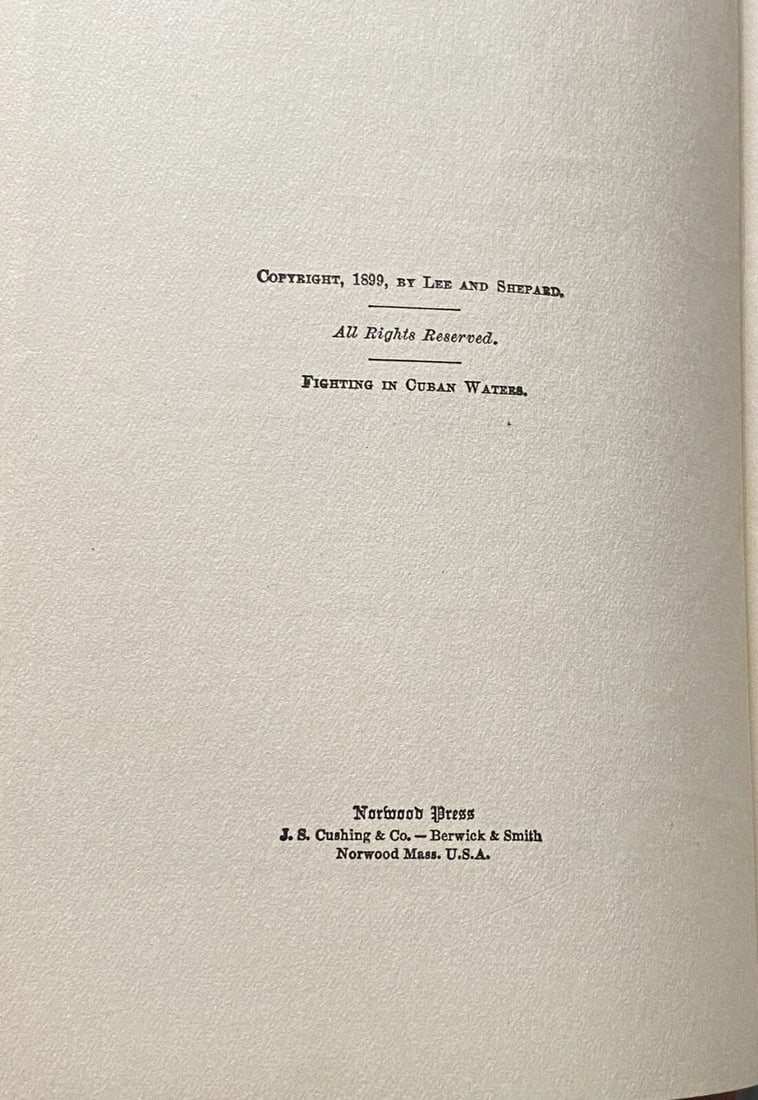 Copyright, 1899, by Lee and Shepard.
All Rights Reserved.
Fighting in Cuban Waters.
Norwood Press
J. S. Cushing & Co. — Berwick & Smith
Norwood Mass. U.S.A.